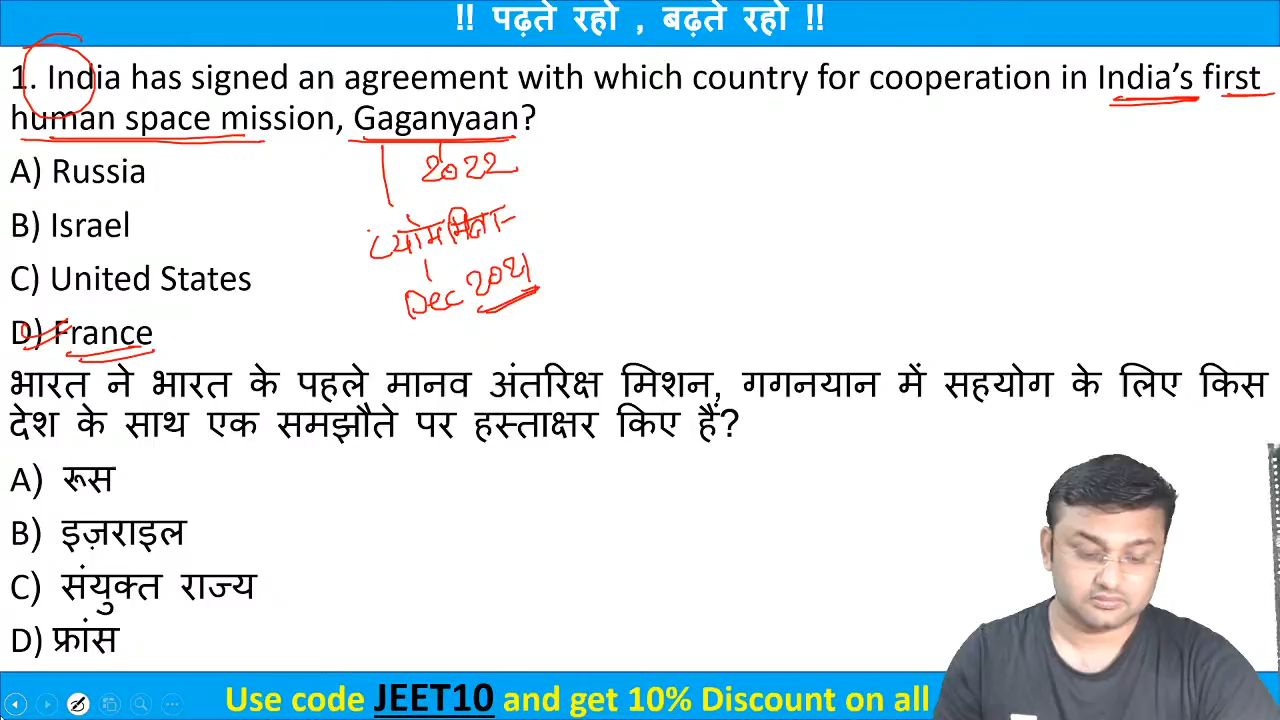 !! पढ़ते रहो , बढ़ते रहो !!
1. India has signed an agreement with which country for cooperation in India's first
human space mission, Gaganyaan?
A) Russia
2022
B) Israel
व्योममित्रा
C) United States
Dec 2021
D) France
भारत ने भारत के पहले मानव अंतरिक्ष मिशन, गगनयान में सहयोग के लिए किस
देश के साथ एक समझौते पर हस्ताक्षर किए हैं?
A) रूस
B) इज़राइल
C) संयुक्त राज्य
D) फ्रांस
Use code JEET10 and get 10% Discount on all